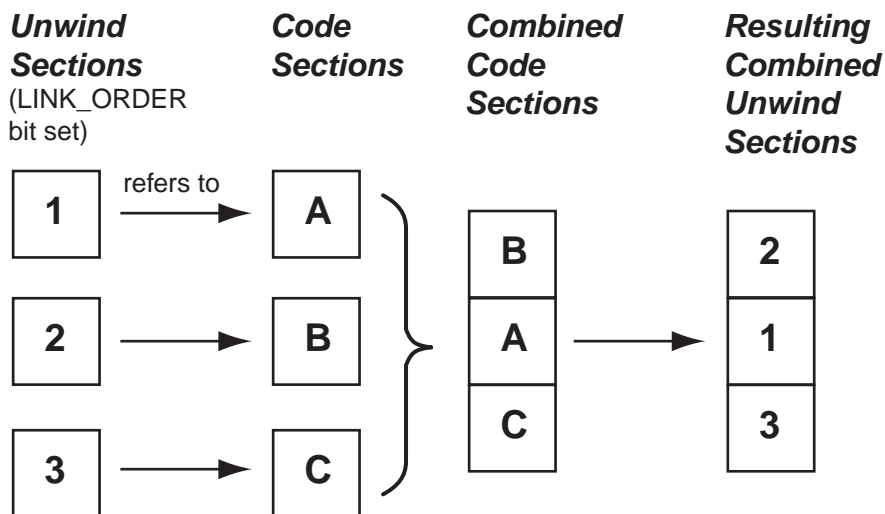 Unwind
Sections
(LINK_ORDER
bit set)
Code
Sections
Combined
Code
Sections
Resulting
Combined
Unwind
Sections
1
refers to
A
2
B
3
C
B
A
C
2
1
3